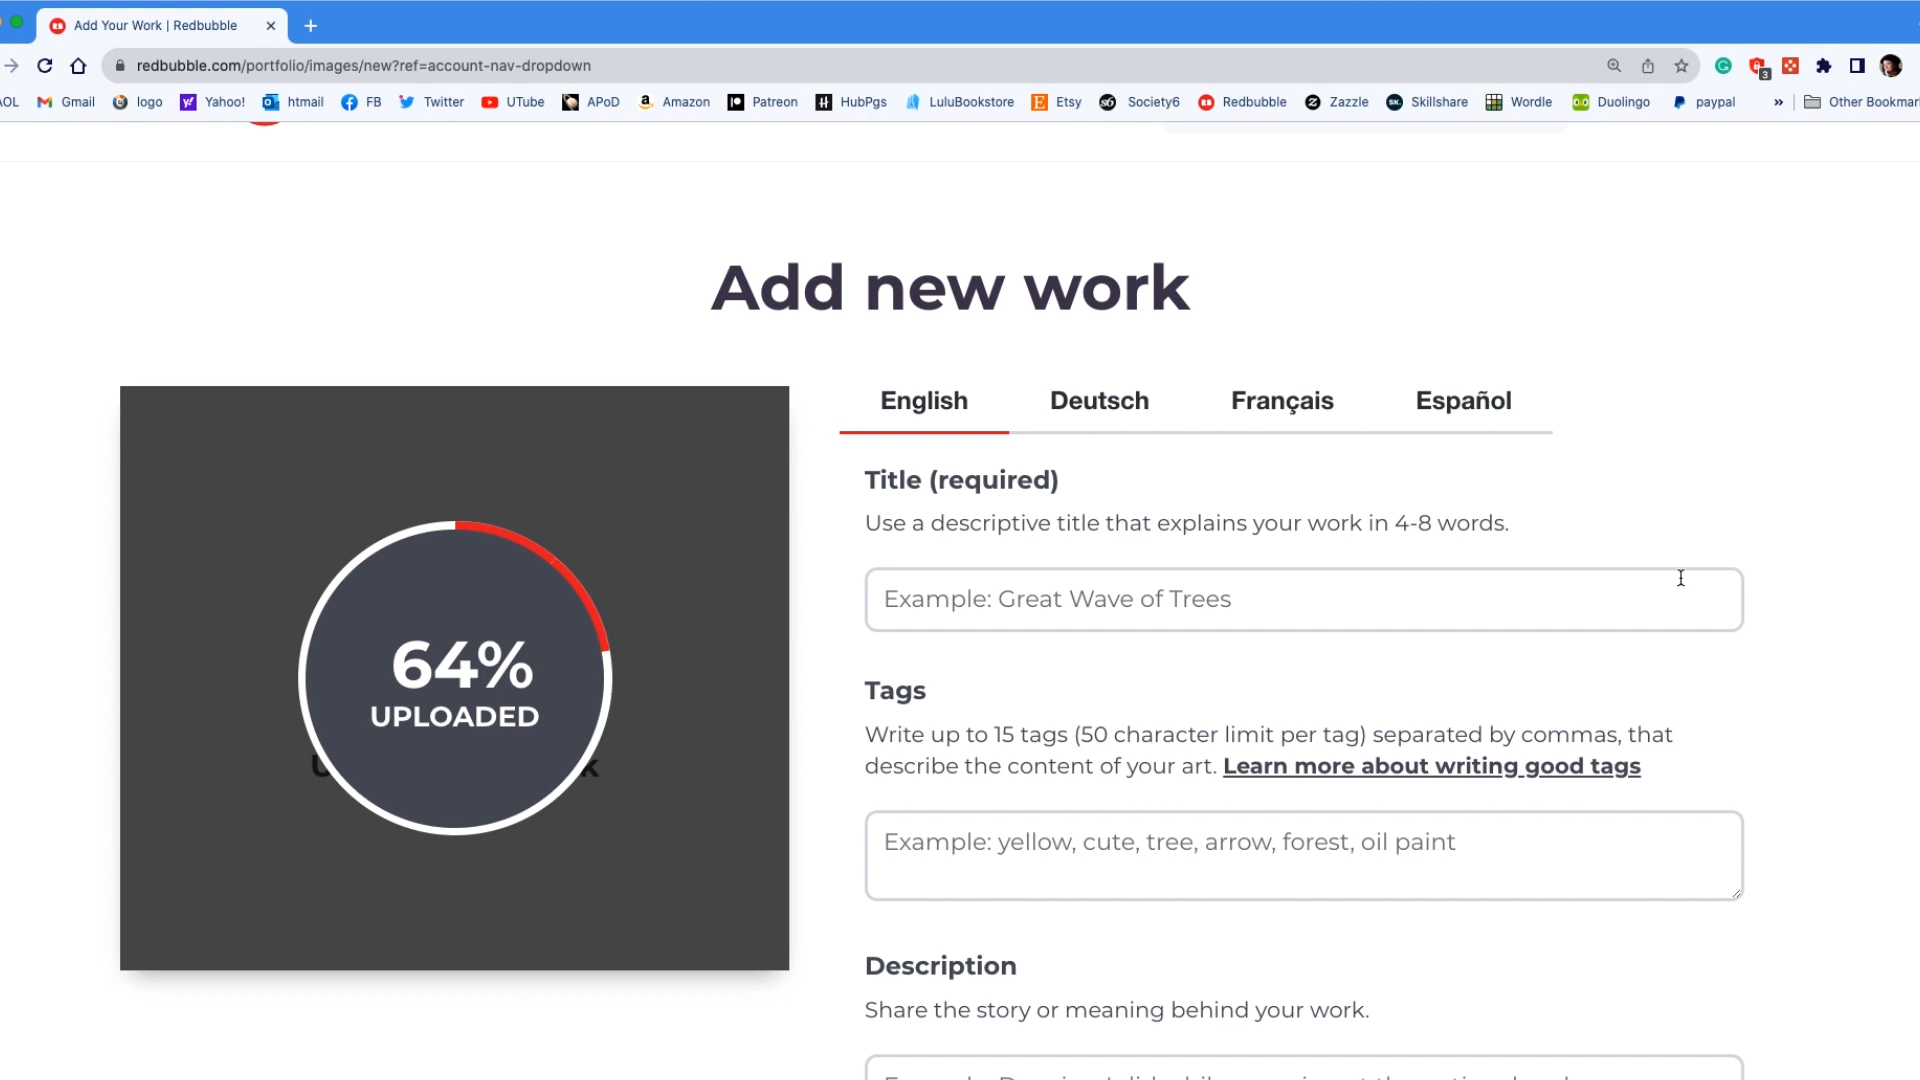 Add Your Work | Redbubble
redbubble.com/portfolio/images/new?ref=account-nav-dropdown
3
AOL Gmail logo Yahoo! htmail FB Twitter UTube APoD Amazon Patreon HubPgs LuluBookstore Etsy Society6 Redbubble Zazzle Skillshare Wordle Duolingo paypal » Other Bookmar
Add new work
English Deutsch Français Español
64%
UPLOADED
Title (required)
Use a descriptive title that explains your work in 4-8 words.
Example: Great Wave of Trees
Tags
Write up to 15 tags (50 character limit per tag) separated by commas, that
describe the content of your art. Learn more about writing good tags
Example: yellow, cute, tree, arrow, forest, oil paint
Description
Share the story or meaning behind your work.